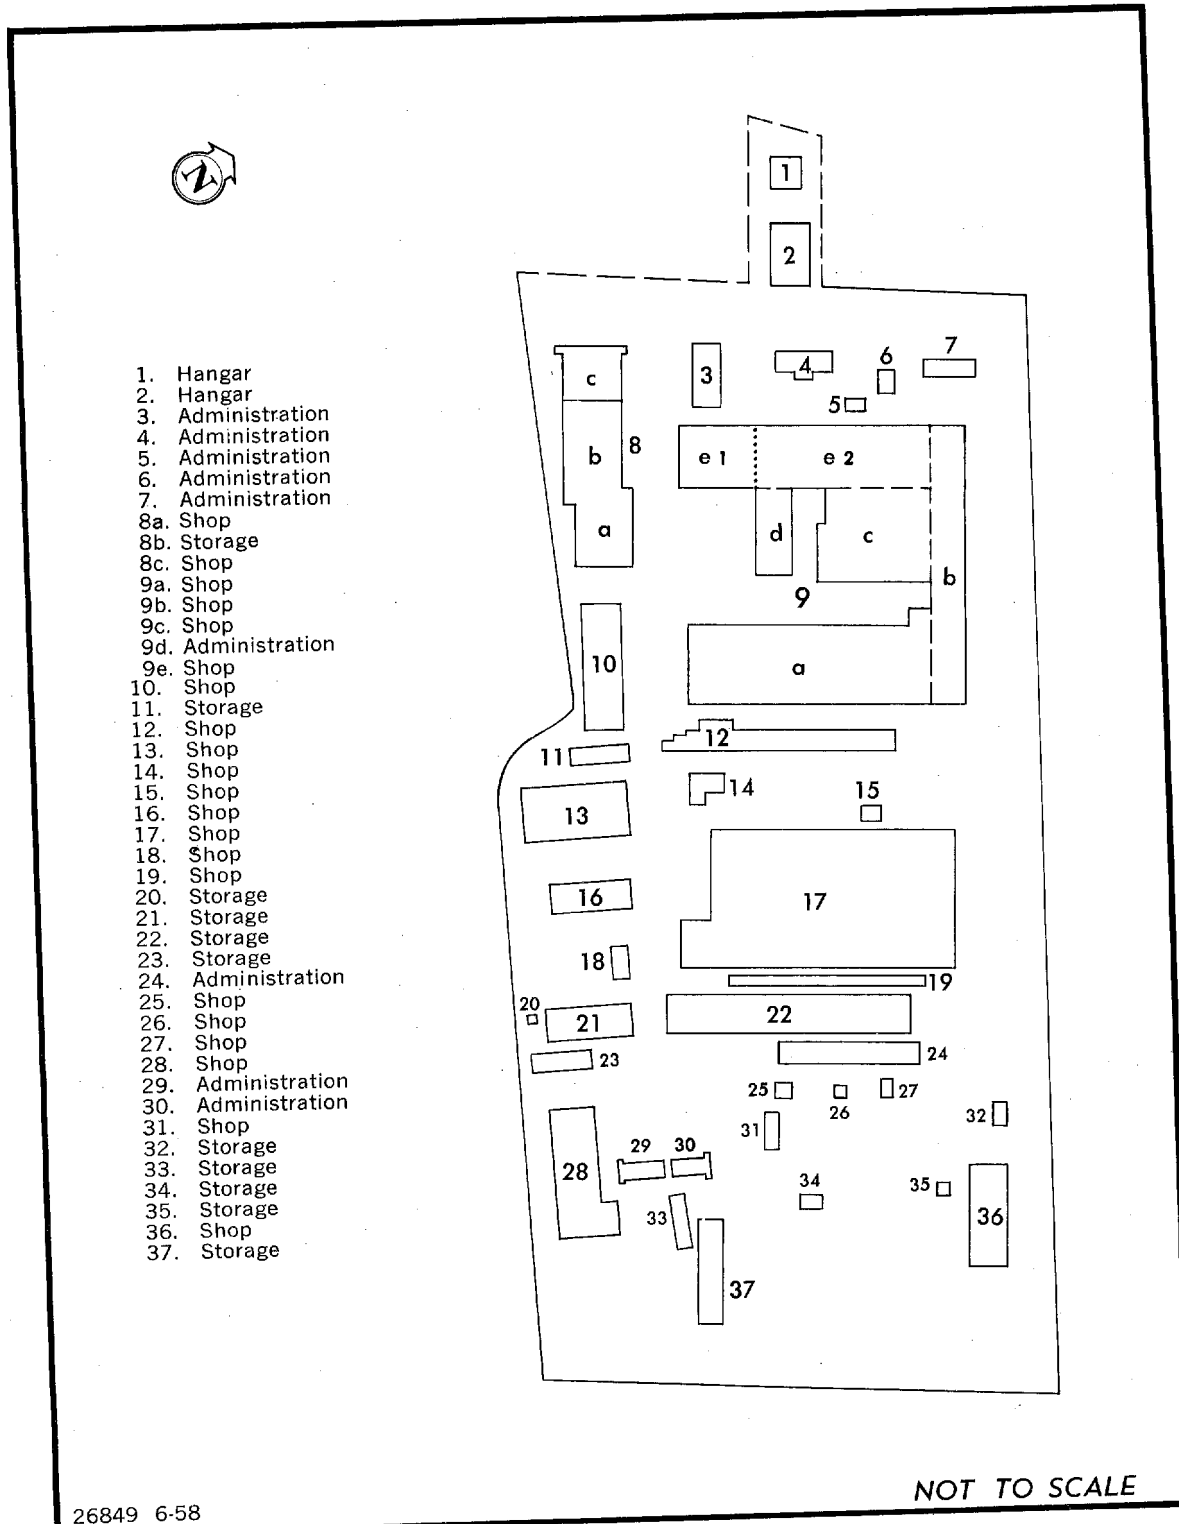 N
1
2
7
6
3
4
5
c
8
b
e 1
e 2
a
d
c
b
9
10
a
12
11
14
15
13
16
17
18
19
20
21
22
23
24
25
26
27
32
31
28
29
30
34
35
33
36
37
1. Hangar
2. Hangar
3. Administration
4. Administration
5. Administration
6. Administration
7. Administration
8a. Shop
8b. Storage
8c. Shop
9a. Shop
9b. Shop
9c. Shop
9d. Administration
9e. Shop
10. Shop
11. Storage
12. Shop
13. Shop
14. Shop
15. Shop
16. Shop
17. Shop
18. Shop
19. Shop
20. Storage
21. Storage
22. Storage
23. Storage
24. Administration
25. Shop
26. Shop
27. Shop
28. Shop
29. Administration
30. Administration
31. Shop
32. Storage
33. Storage
34. Storage
35. Storage
36. Shop
37. Storage
NOT TO SCALE
26849 6-58